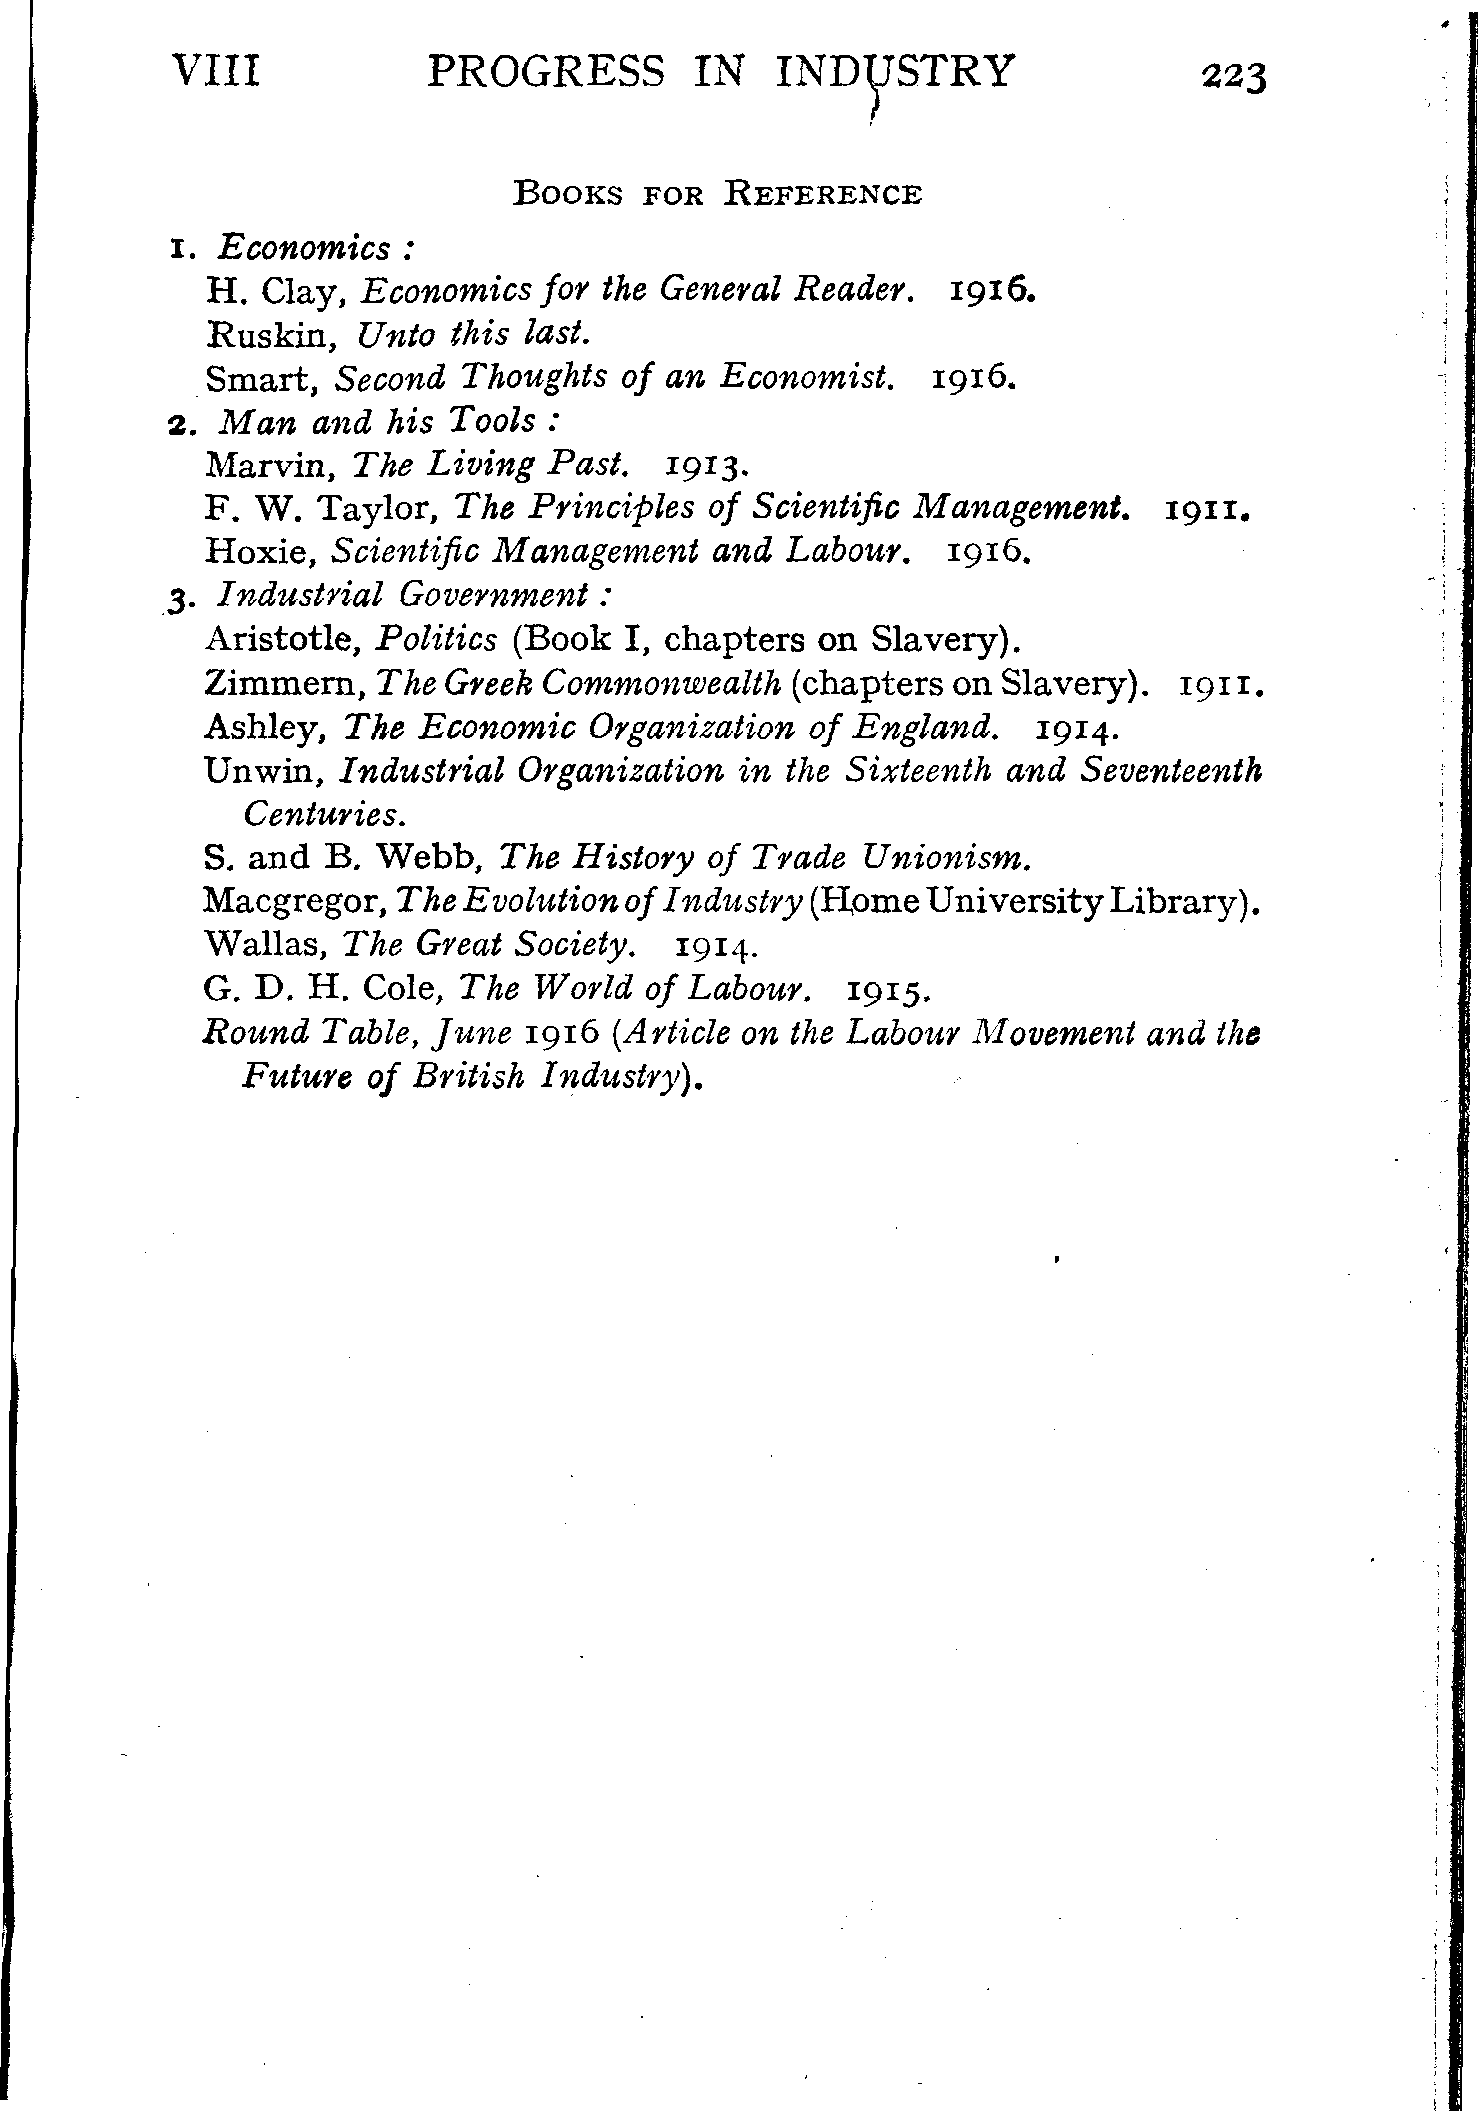 VIII PROGRESS IN INDUSTRY 223
BOOKS FOR REFERENCE
1. Economics :
H. Clay, Economics for the General Reader. 1916.
Ruskin, Unto this last.
Smart, Second Thoughts of an Economist. 1916.
2. Man and his Tools :
Marvin, The Living Past. 1913.
F. W. Taylor, The Principles of Scientific Management. 1911.
Hoxie, Scientific Management and Labour. 1916.
3. Industrial Government :
Aristotle, Politics (Book I, chapters on Slavery).
Zimmern, The Greek Commonwealth (chapters on Slavery). 1911.
Ashley, The Economic Organization of England. 1914.
Unwin, Industrial Organization in the Sixteenth and Seventeenth
Centuries.
S. and B. Webb, The History of Trade Unionism.
Macgregor, The Evolution of Industry (Home University Library).
Wallas, The Great Society. 1914.
G. D. H. Cole, The World of Labour. 1915.
Round Table, June 1916 (Article on the Labour Movement and the
Future of British Industry).